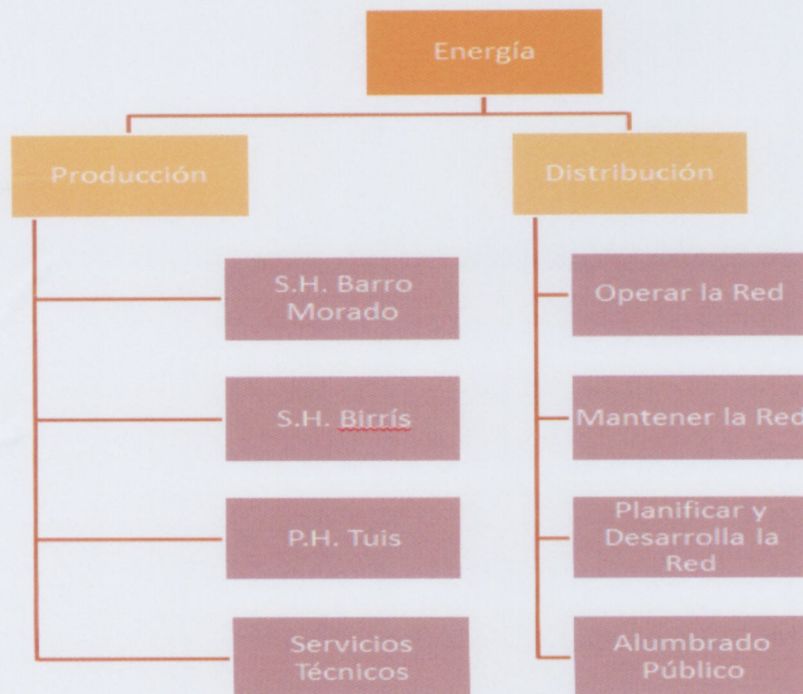 Energía
Producción
Distribución
S.H. Barro
Morado
Operar la Red
S.H. Birrís
Mantener la Red
P.H. Tuis
Planificar y
Desarrolla la
Red
Servicios
Técnicos
Alumbrado
Público